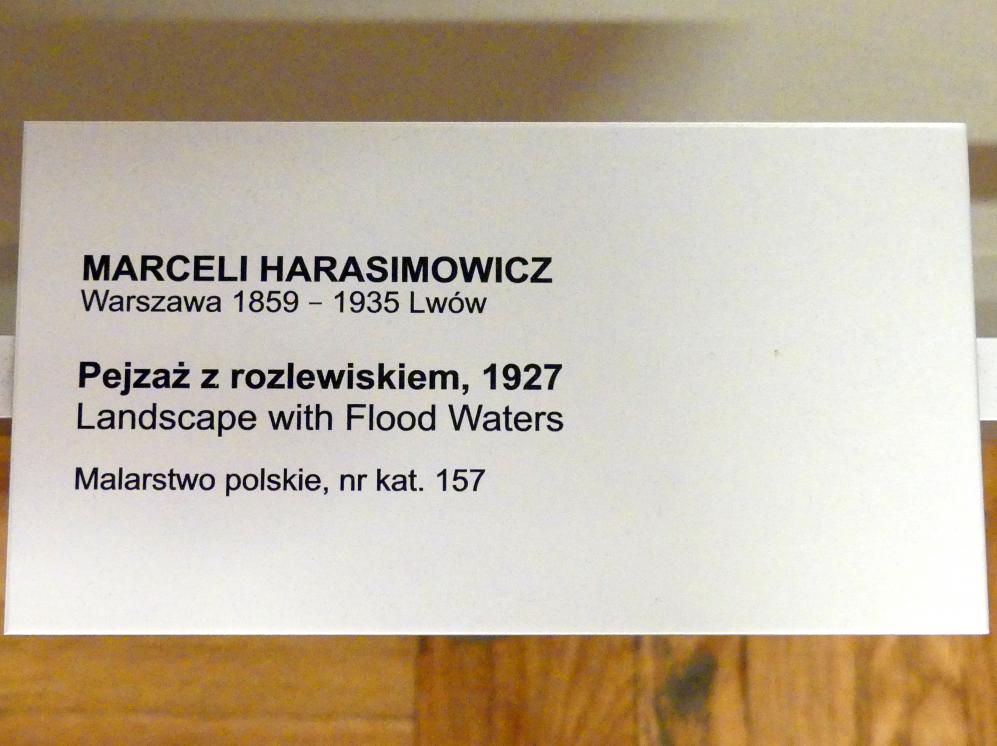 MARCELI HARASIMOWICZ
Warszawa 1859 – 1935 Lwów
Pejzaż z rozlewiskiem, 1927
Landscape with Flood Waters
Malarstwo polskie, nr kat. 157